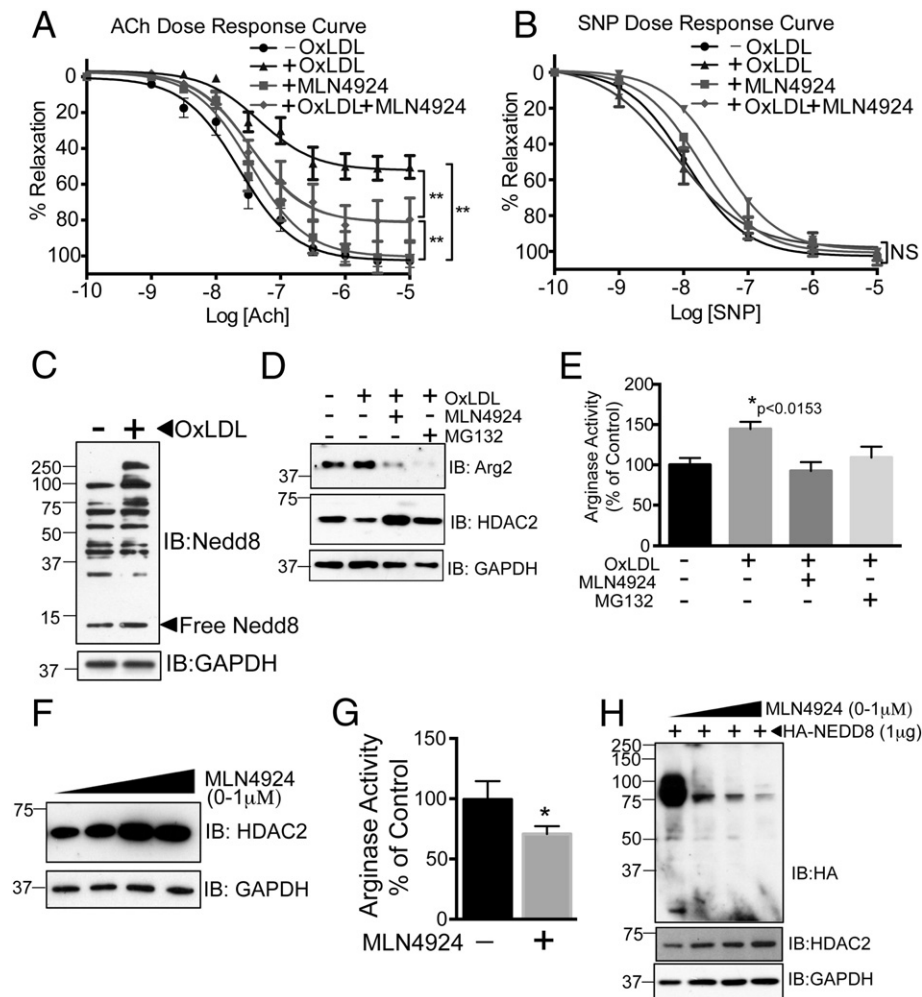 A
ACh Dose Response Curve
−OxLDL
+OxLDL
+MLN4924
+OxLDL+MLN4924
% Relaxation
0
20
40
60
80
100
**
**
**
-10 -9 -8 -7 -6 -5
Log [Ach]
B
SNP Dose Response Curve
−OxLDL
+OxLDL
+MLN4924
+OxLDL+MLN4924
% Relaxation
0
20
40
60
80
100
NS
-10 -9 -8 -7 -6 -5
Log [SNP]
C
- + OxLDL
250
100
75
50
37
15
IB:Nedd8
Free Nedd8
37
IB:GAPDH
D
- + + + OxLDL
- - + MLN4924
- - + MG132
37
IB: Arg2
75
IB: HDAC2
37
IB: GAPDH
E
Arginase Activity
(% of Control)
200
150
100
50
0
*
p<0.0153
OxLDL - + + +
MLN4924 - +
MG132 - +
F
MLN4924
(0-1μM)
75
IB: HDAC2
37
IB: GAPDH
G
Arginase Activity
% of Control
150
100
50
0
*
MLN4924 − +
H
MLN4924 (0-1μM)
+ + + + HA-NEDD8 (1μg)
250
150
100
75
50
37
IB:HA
75
IB:HDAC2
37
IB:GAPDH